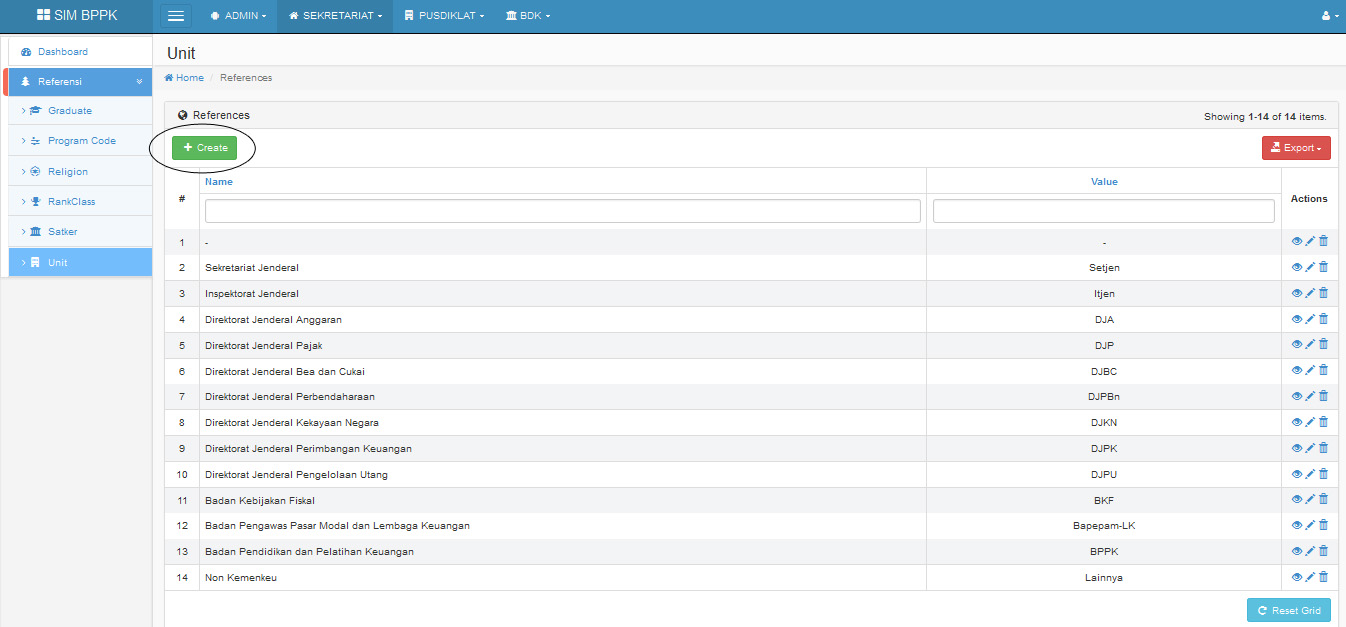 SIM BPPK ADMIN SEKRETARIAT PUSDIKLAT BDK
Dashboard
Referensi
Graduate
Program Code
Religion
RankClass
Satker
Unit
Unit
Home / References
References Showing 1-14 of 14 items.
Create Export
# Name Value Actions
1 - -
2 Sekretariat Jenderal Setjen
3 Inspektorat Jenderal Itjen
4 Direktorat Jenderal Anggaran DJA
5 Direktorat Jenderal Pajak DJP
6 Direktorat Jenderal Bea dan Cukai DJBC
7 Direktorat Jenderal Perbendaharaan DJPBn
8 Direktorat Jenderal Kekayaan Negara DJKN
9 Direktorat Jenderal Perimbangan Keuangan DJPK
10 Direktorat Jenderal Pengelolaan Utang DJPU
11 Badan Kebijakan Fiskal BKF
12 Badan Pengawas Pasar Modal dan Lembaga Keuangan Bapepam-LK
13 Badan Pendidikan dan Pelatihan Keuangan BPPK
14 Non Kemenkeu Lainnya
Reset Grid